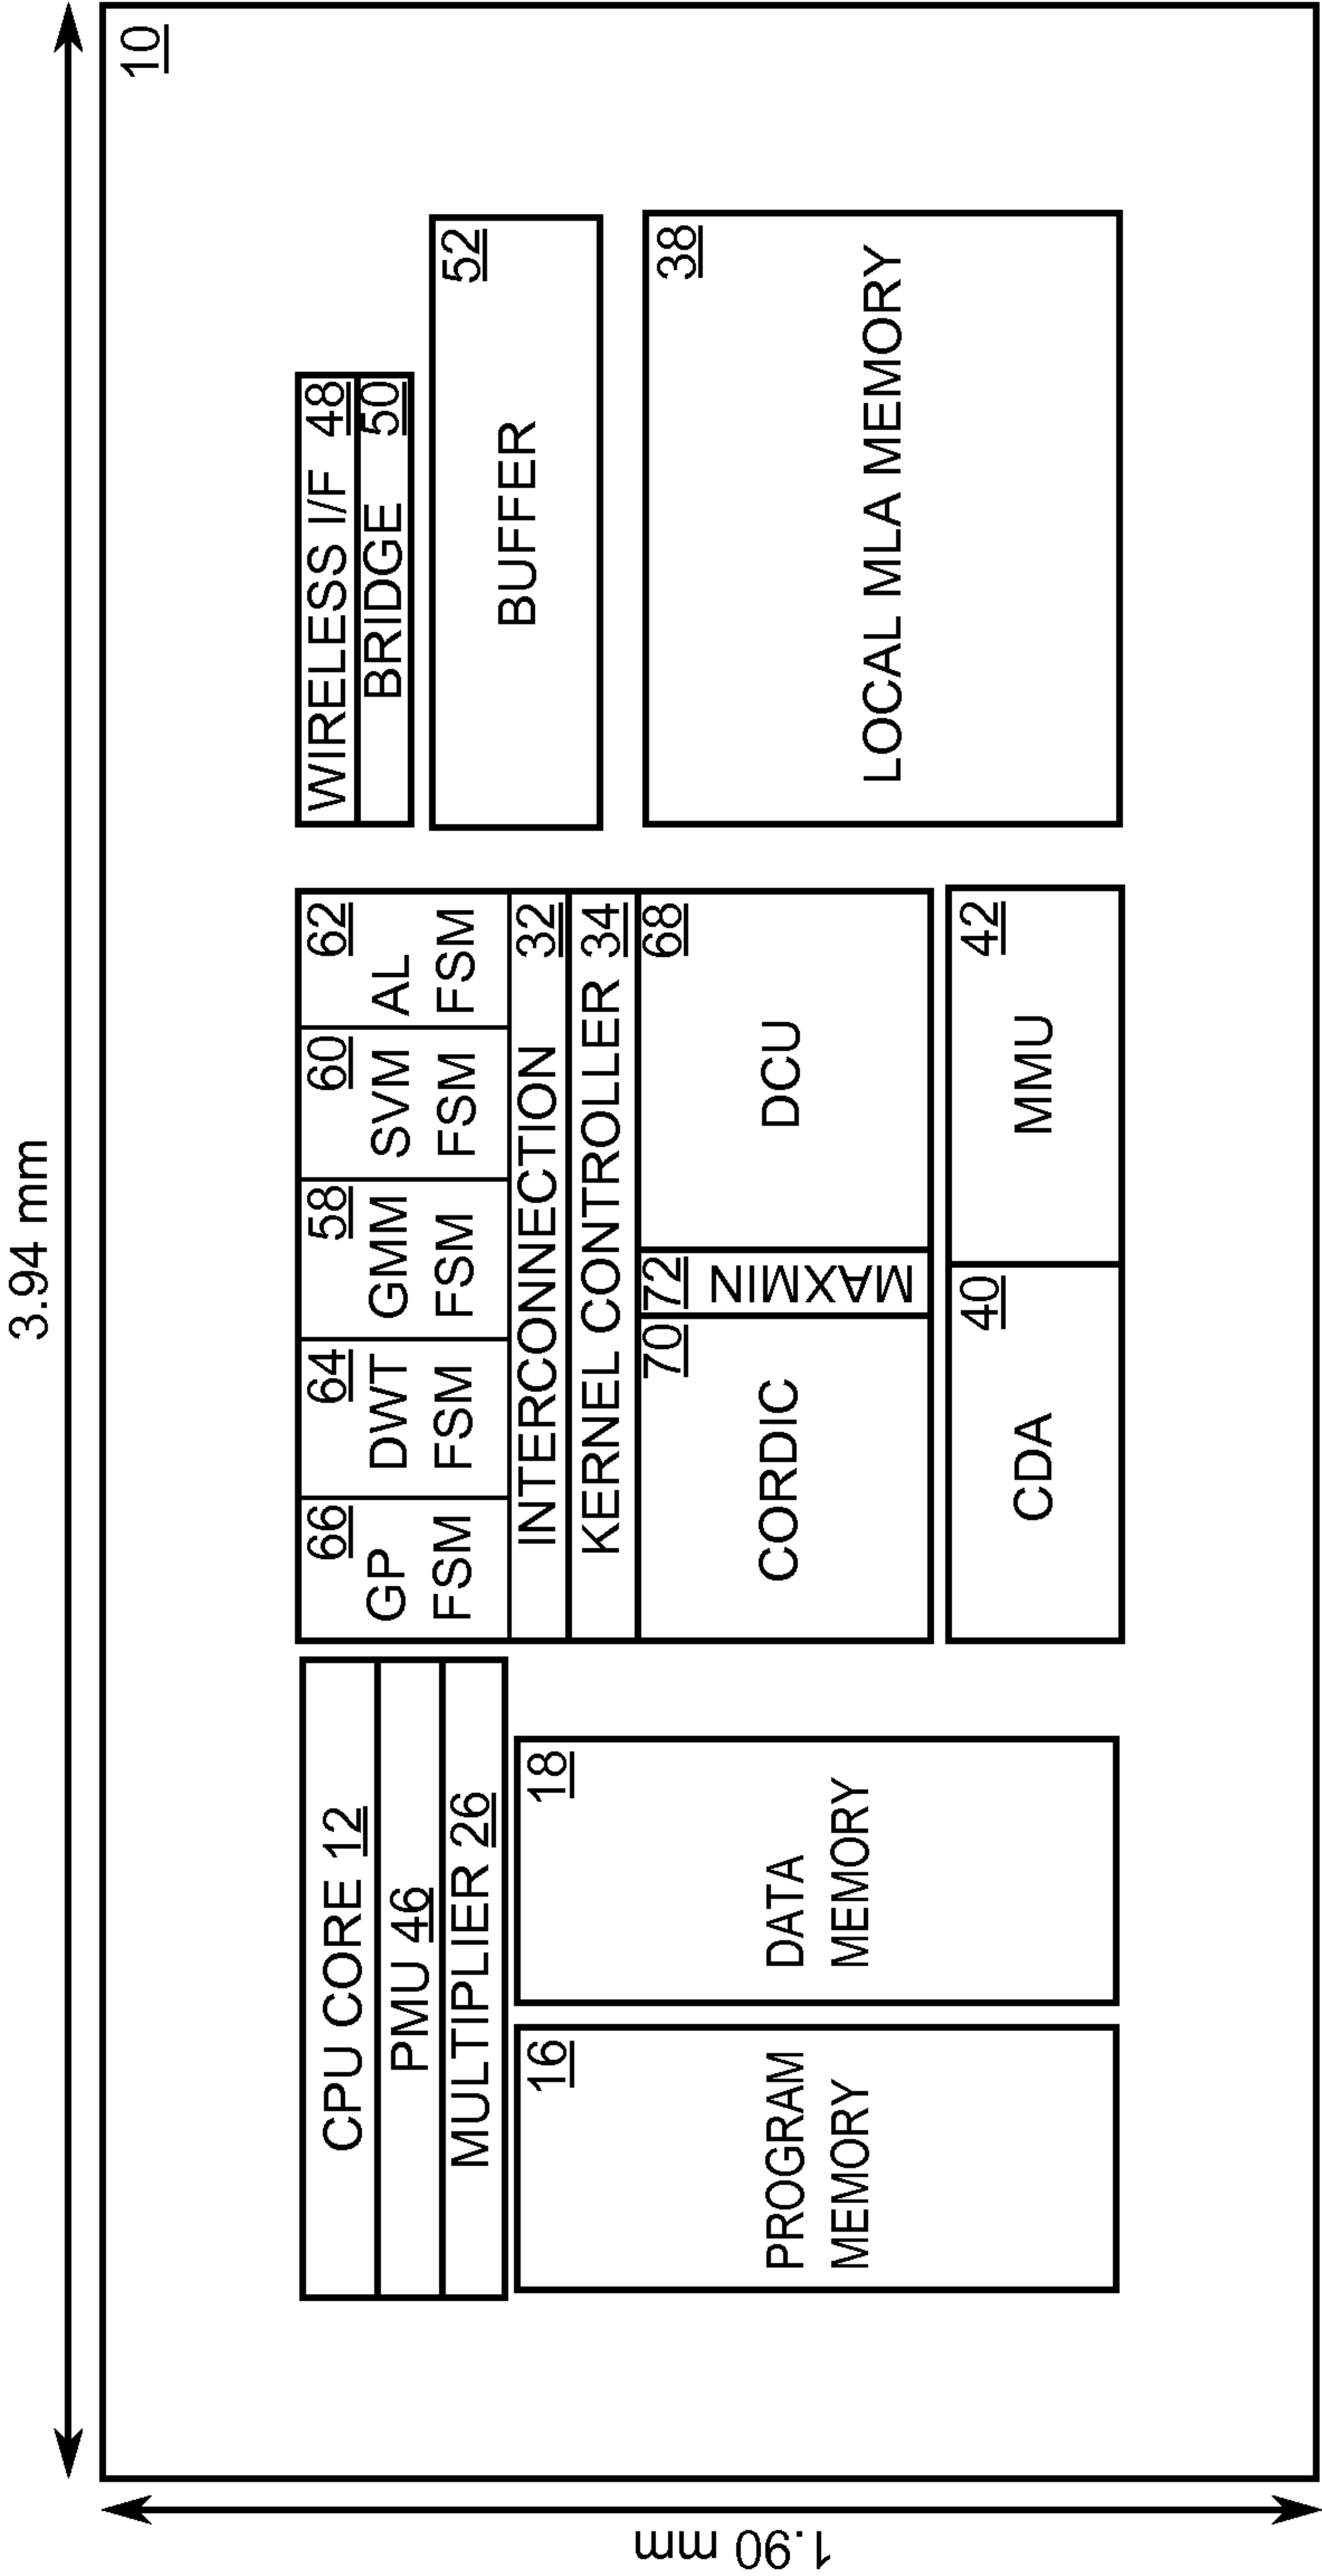 3.94 mm
1.90 mm
10
CPU CORE 12
PMU 46
MULTIPLIER 26
16
PROGRAM
MEMORY
18
DATA
MEMORY
66
GP
FSM
64
DWT
FSM
58
GMM
FSM
60
SVM
FSM
62
AL
FSM
INTERCONNECTION 32
KERNEL CONTROLLER 34
70
CORDIC
72
MAXMIN
68
DCU
40
CDA
42
MMU
WIRELESS I/F 48
BRIDGE 50
52
BUFFER
38
LOCAL MLA MEMORY